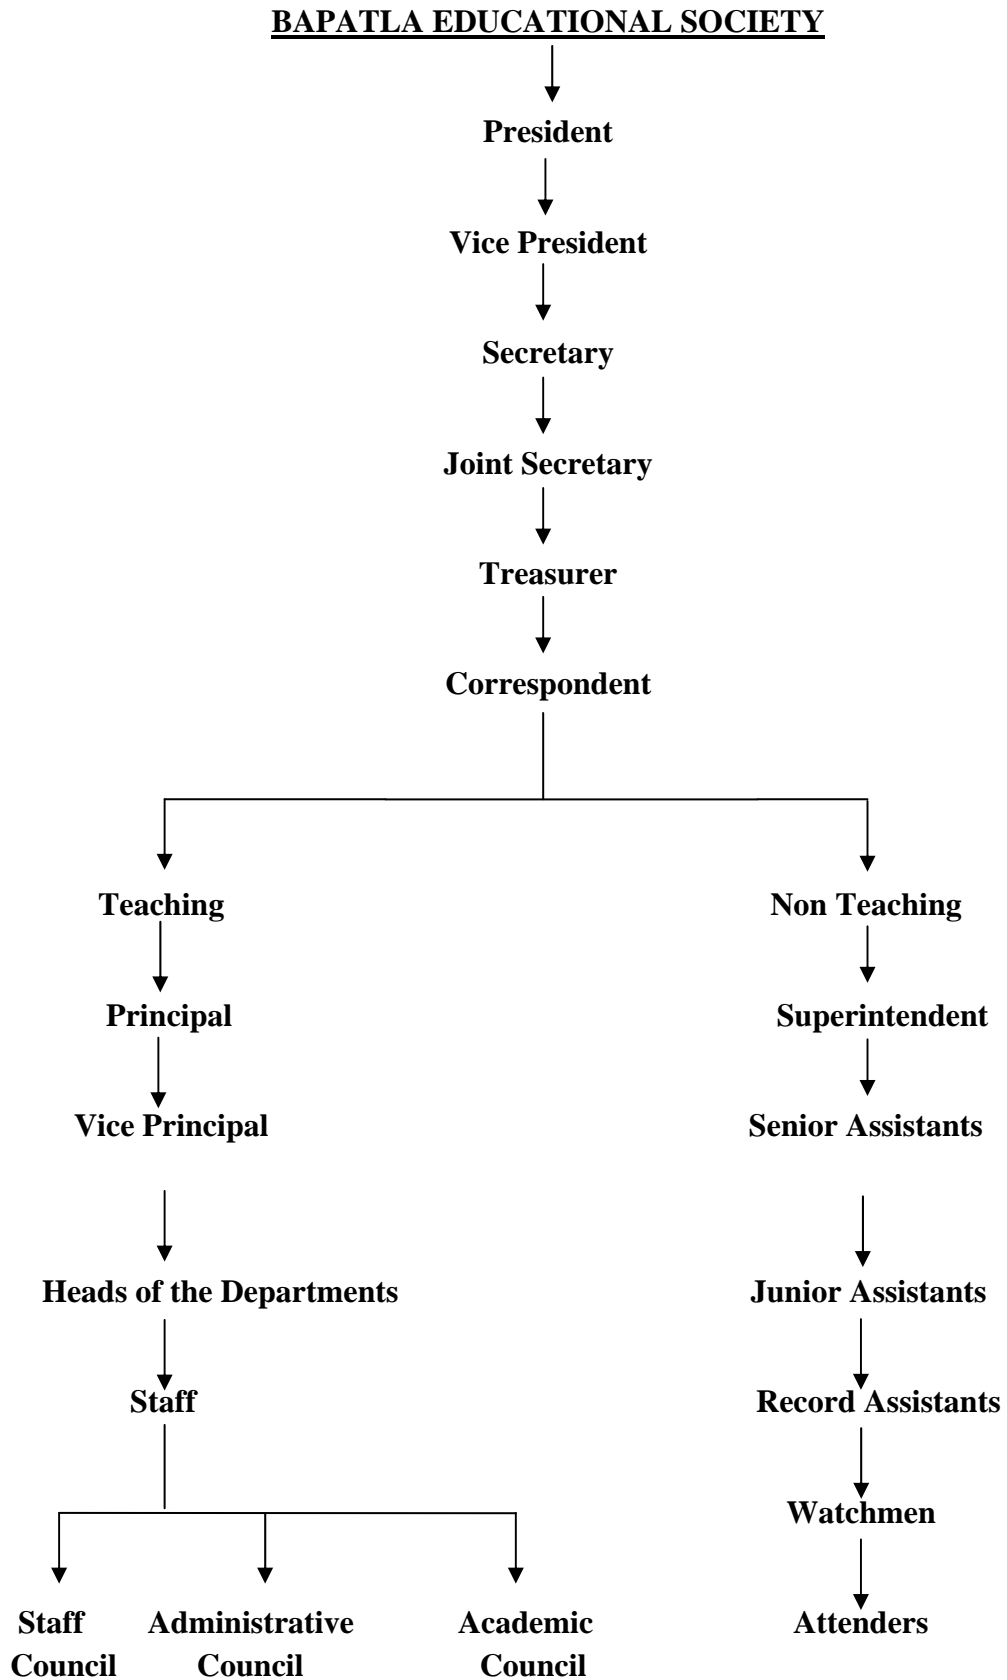 BAPATLA EDUCATIONAL SOCIETY
President
Vice President
Secretary
Joint Secretary
Treasurer
Correspondent
Teaching
Non Teaching
Principal
Superintendent
Vice Principal
Senior Assistants
Heads of the Departments
Junior Assistants
Staff
Record Assistants
Watchmen
Staff
Council
Administrative
Council
Academic
Council
Attenders